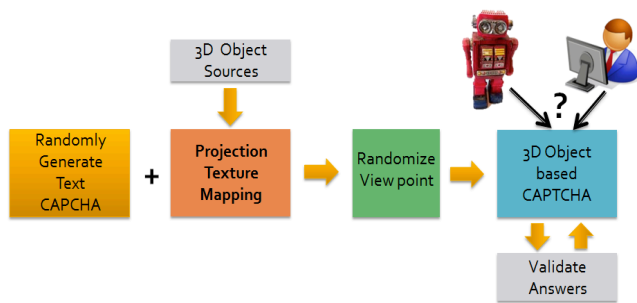 3D Object
Sources
?
Randomly
Generate
Text
CAPCHA
+
Projection
Texture
Mapping
Randomize
View point
3D Object
based
CAPTCHA
Validate
Answers